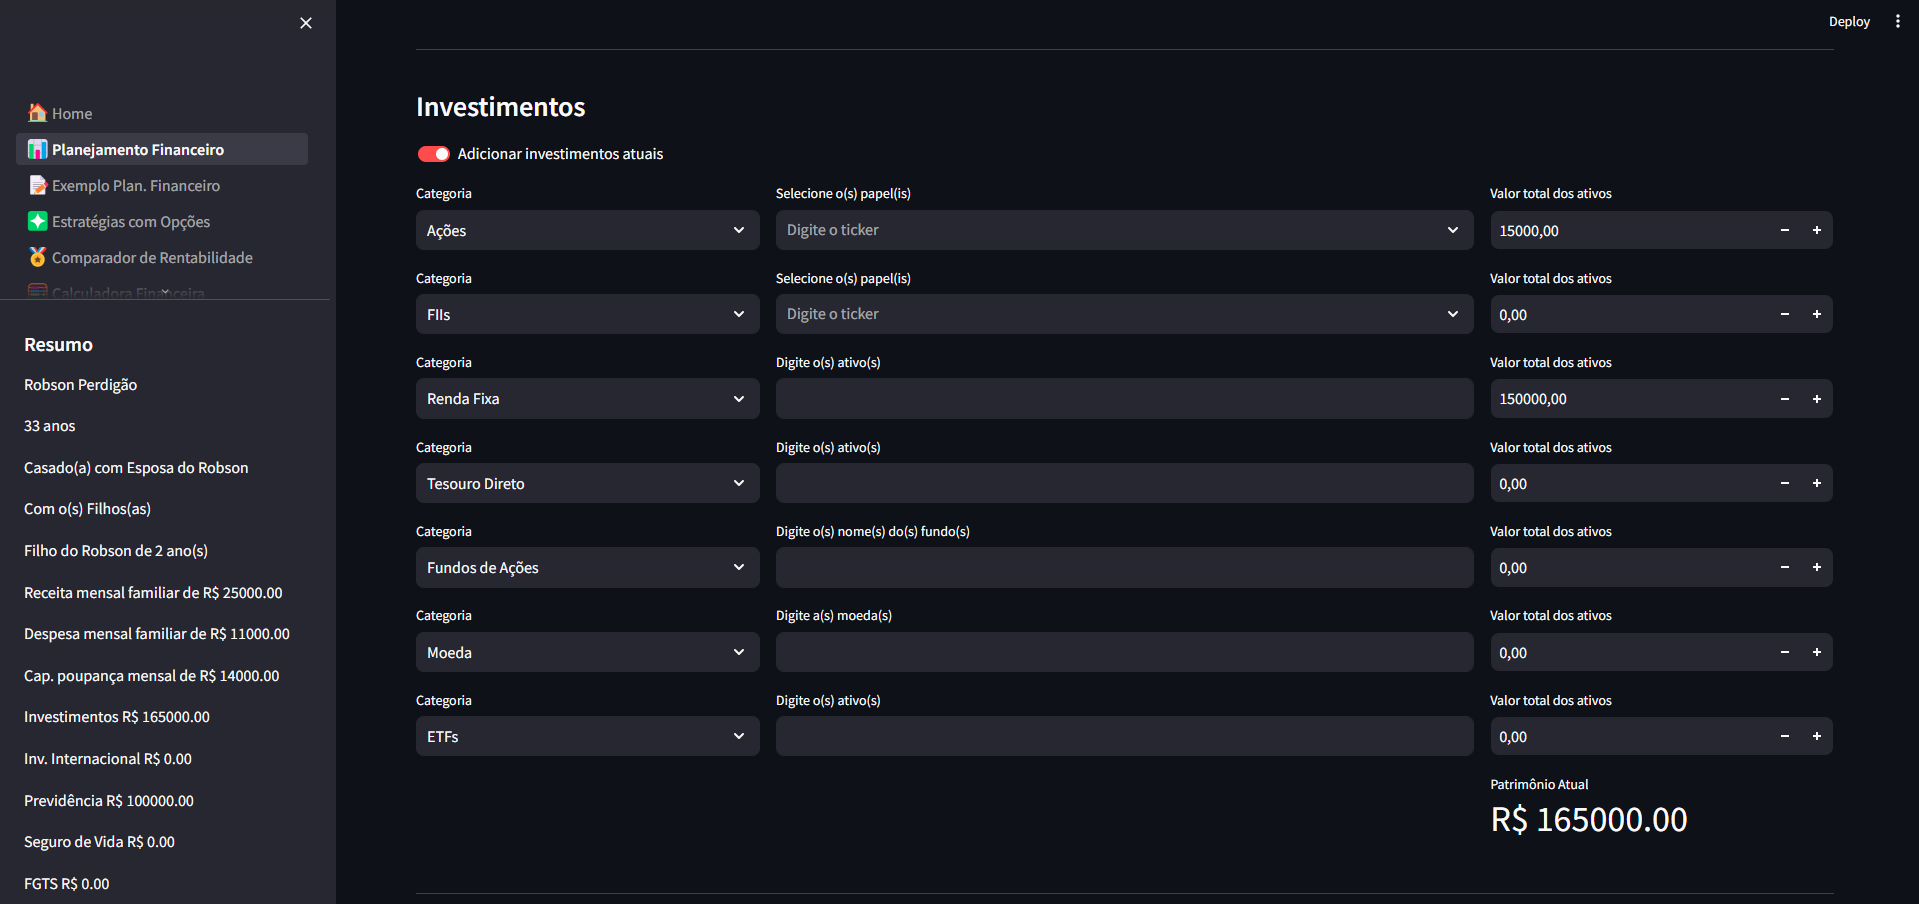 Deploy
Home
Planejamento Financeiro
Exemplo Plan. Financeiro
Estratégias com Opções
Comparador de Rentabilidade
Calculadora Financeira
Resumo
Robson Perdigão
33 anos
Casado(a) com Esposa do Robson
Com o(s) Filhos(as)
Filho do Robson de 2 ano(s)
Receita mensal familiar de R$ 25000.00
Despesa mensal familiar de R$ 11000.00
Cap. poupança mensal de R$ 14000.00
Investimentos R$ 165000.00
Inv. Internacional R$ 0.00
Previdência R$ 100000.00
Seguro de Vida R$ 0.00
FGTS R$ 0.00
Investimentos
Adicionar investimentos atuais
Categoria Selecione o(s) papel(is) Valor total dos ativos
Ações Digite o ticker 15000,00
Categoria Selecione o(s) papel(is) Valor total dos ativos
FIIs Digite o ticker 0,00
Categoria Digite o(s) ativo(s) Valor total dos ativos
Renda Fixa 150000,00
Categoria Digite o(s) ativo(s) Valor total dos ativos
Tesouro Direto 0,00
Categoria Digite o(s) nome(s) do(s) fundo(s) Valor total dos ativos
Fundos de Ações 0,00
Categoria Digite a(s) moeda(s) Valor total dos ativos
Moeda 0,00
Categoria Digite o(s) ativo(s) Valor total dos ativos
ETFs 0,00
Patrimônio Atual
R$ 165000.00